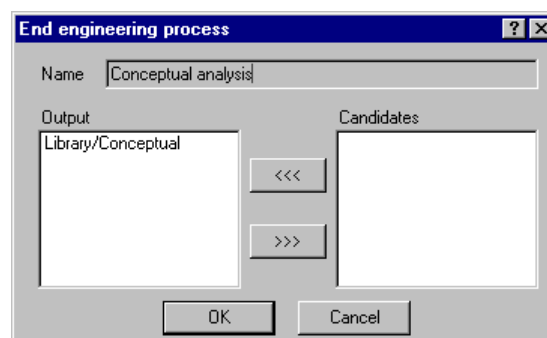 End engineering process ? X
Name Conceptual analysis
Output Candidates
Library/Conceptual
<<<
>>>
OK Cancel